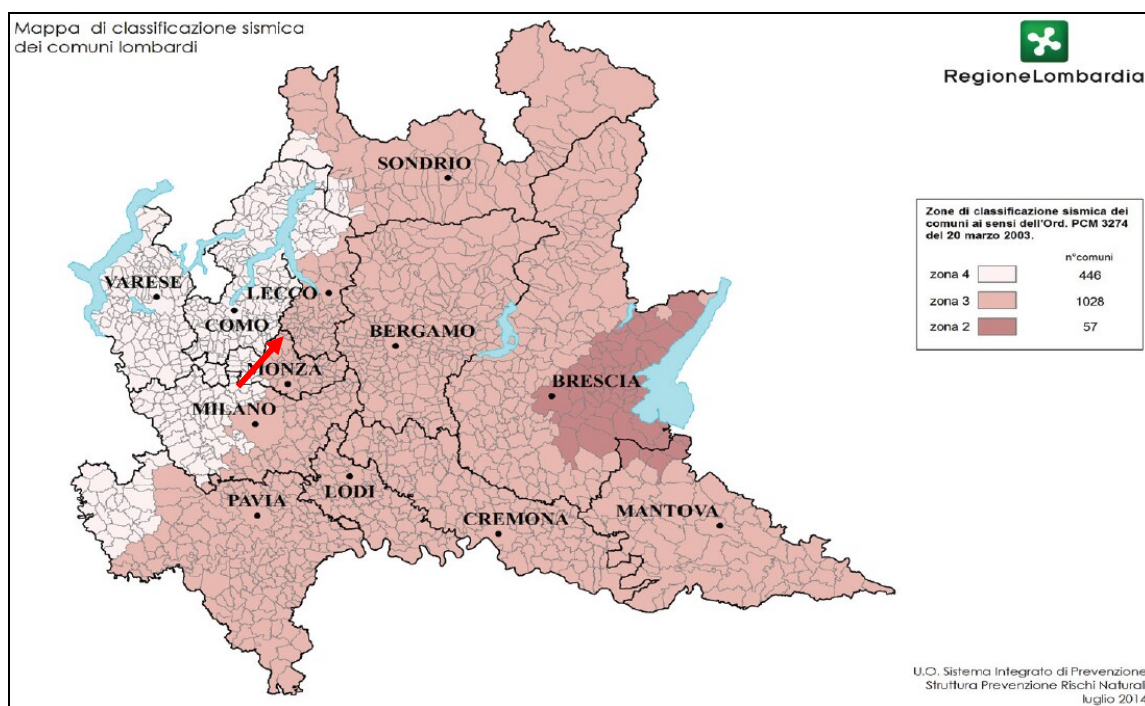 Mappa di classificazione sismica
dei comuni lombardi
RegioneLombardia
SONDRIO
VARESE
LECCO
COMO
BERGAMO
MONZA
BRESCIA
MILANO
LODI
PAVIA
CREMONA
MANTOVA
Zone di classificazione sismica dei
comuni ai sensi dell'Ord. PCM 3274
del 20 marzo 2003.
n°comuni
zona 4 446
zona 3 1028
zona 2 57
U.O. Sistema Integrato di Prevenzione
Struttura Prevenzione Rischi Natural
luglio 2014